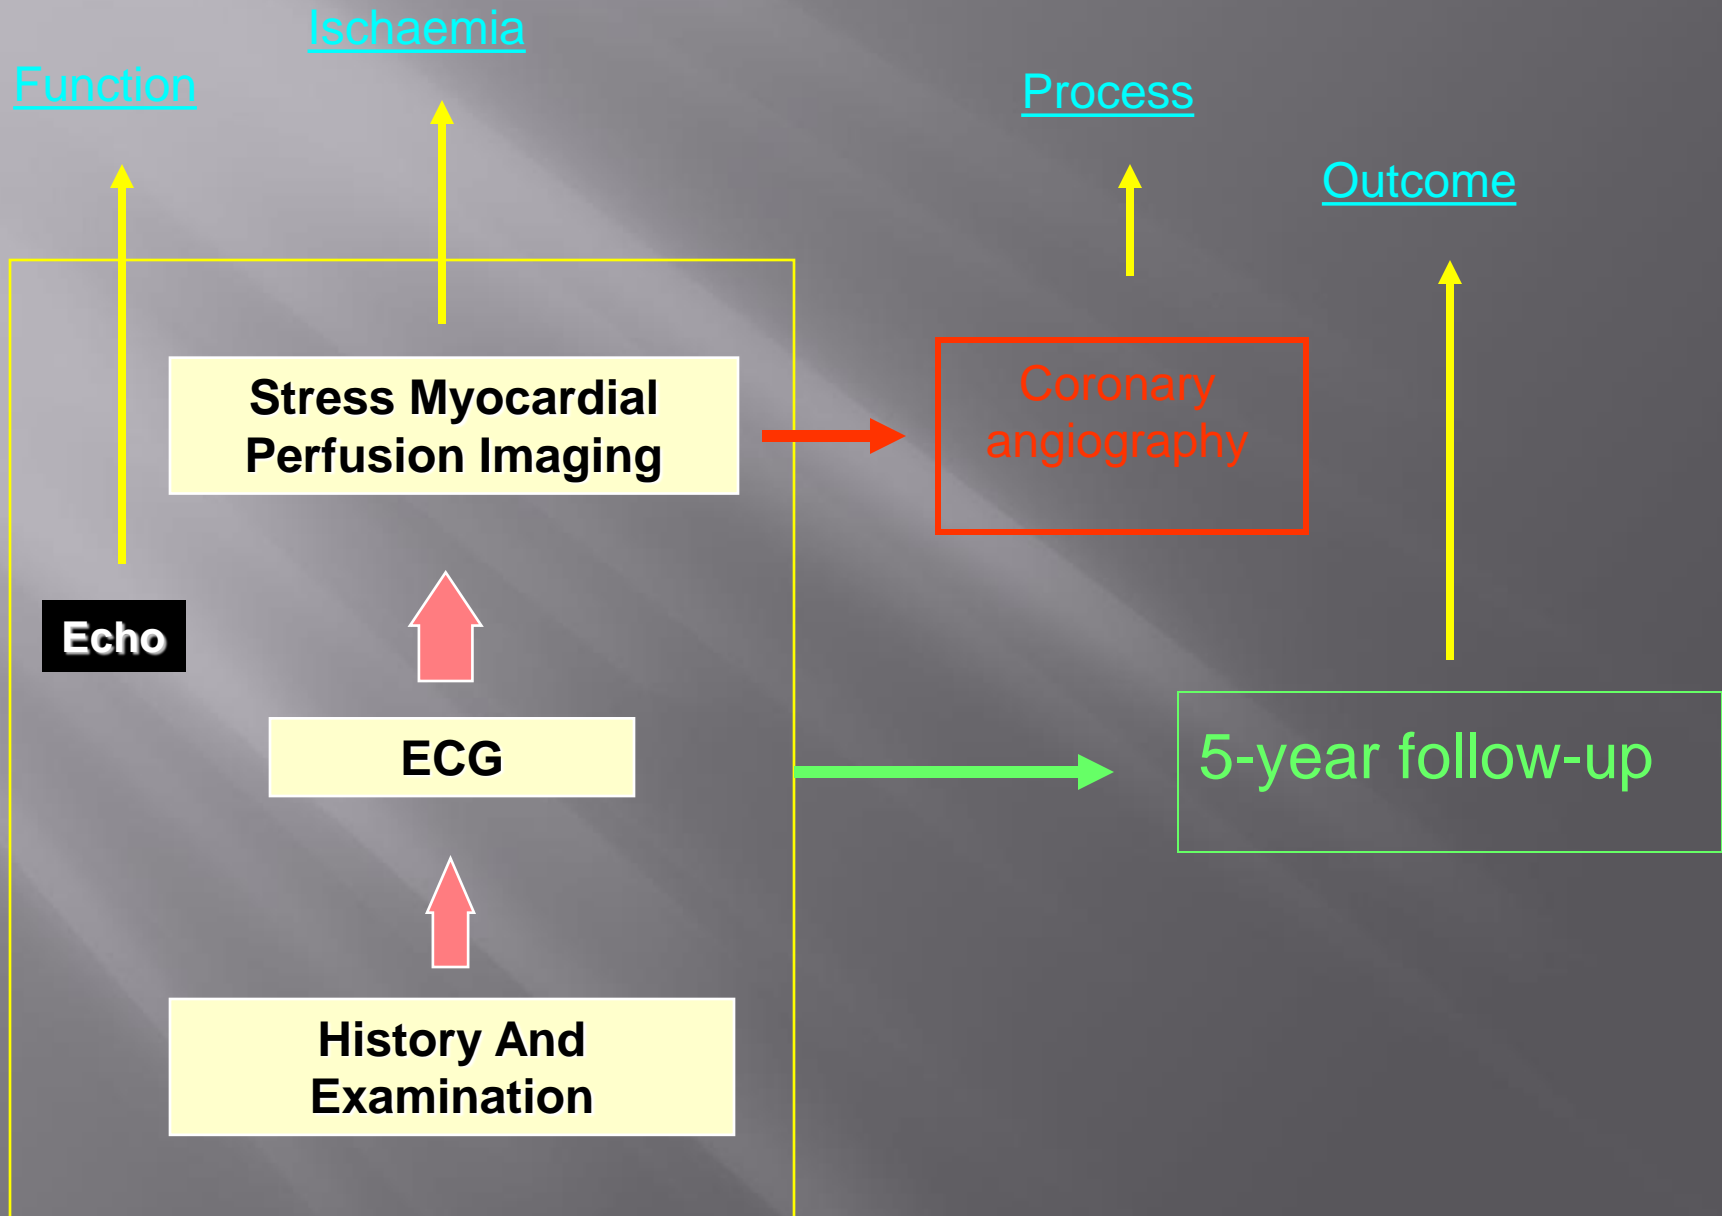 Ischaemia
Function
Process
Outcome
Stress Myocardial
Perfusion Imaging
Coronary
angiography
Echo
ECG
5-year follow-up
History And
Examination